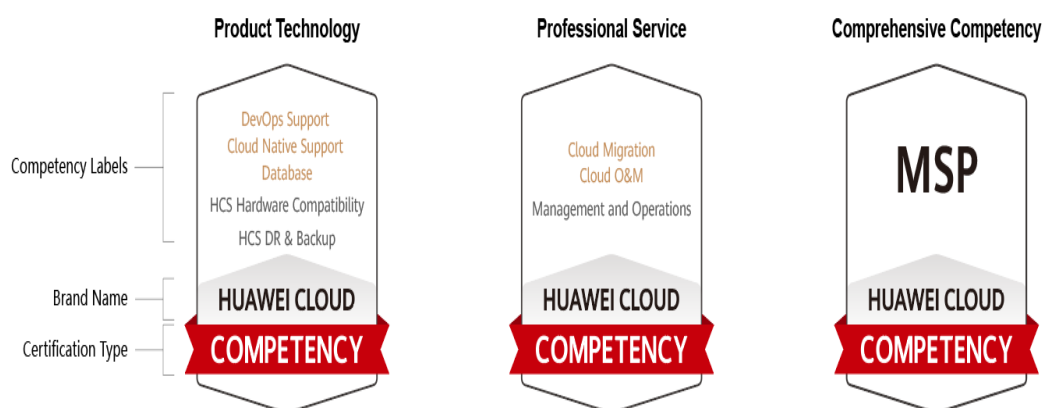 Product Technology
Professional Service
Comprehensive Competency
Competency Labels
DevOps Support
Cloud Native Support
Database
HCS Hardware Compatibility
HCS DR & Backup
Cloud Migration
Cloud O&M
Management and Operations
MSP
Brand Name
HUAWEI CLOUD
HUAWEI CLOUD
HUAWEI CLOUD
Certification Type
COMPETENCY
COMPETENCY
COMPETENCY